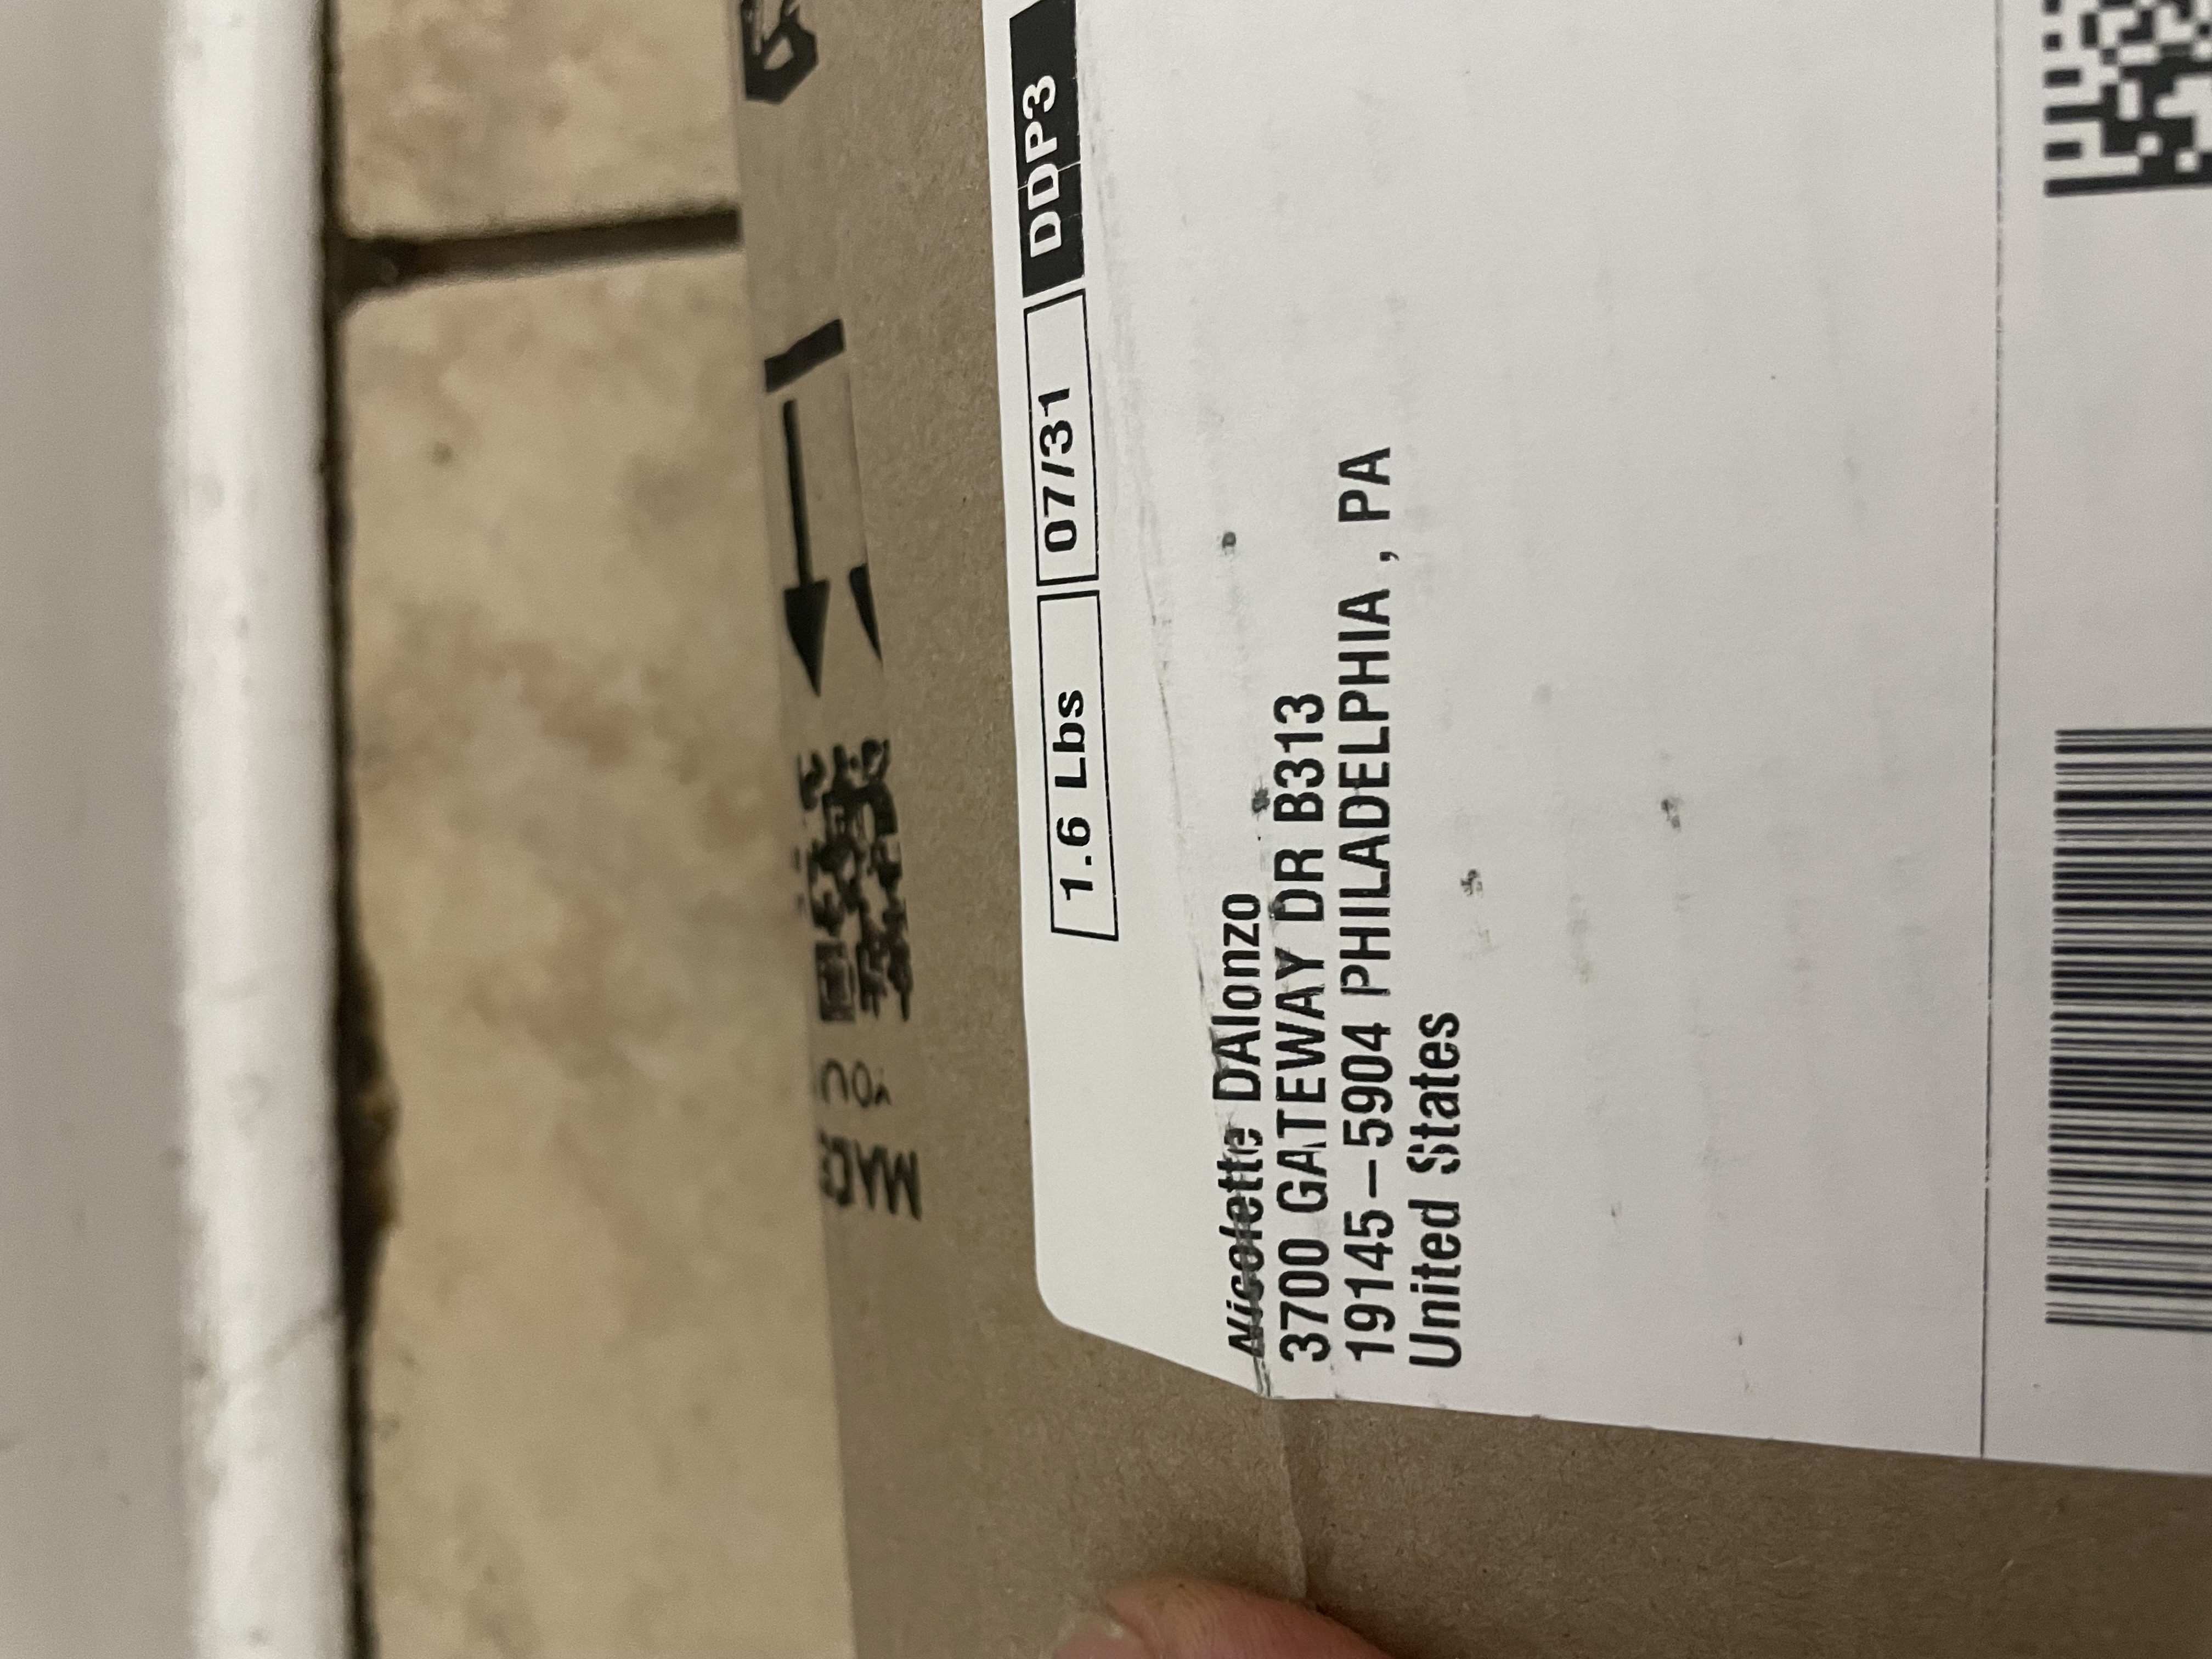 1.6 Lbs 07/31 DDP3
Nicolette DAlonzo
3700 GATEWAY DR B313
19145-5904 PHILADELPHIA , PA
United States